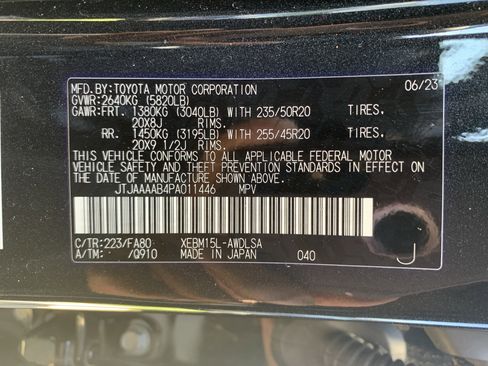 MFD.BY:TOYOTA MOTOR CORPORATION 06/23
GVWR:2640KG (5820LB)
GAWR:FRT. 1380KG (3040LB) WITH 235/50R20 TIRES,
20X8J RIMS.
RR. 1450KG (3195LB) WITH 255/45R20 TIRES,
20X9 1/2J RIMS.
THIS VEHICLE CONFORMS TO ALL APPLICABLE FEDERAL MOTOR
VEHICLE SAFETY AND THEFT PREVENTION STANDARDS IN EFFECT
ON THE DATE OF MANUFACTURE SHOWN ABOVE.
JTJAAAAB4PA011446 MPV
C/TR:223/FA80 XEBM15L-AWDLSA
A/TM: /Q910 MADE IN JAPAN 040 J